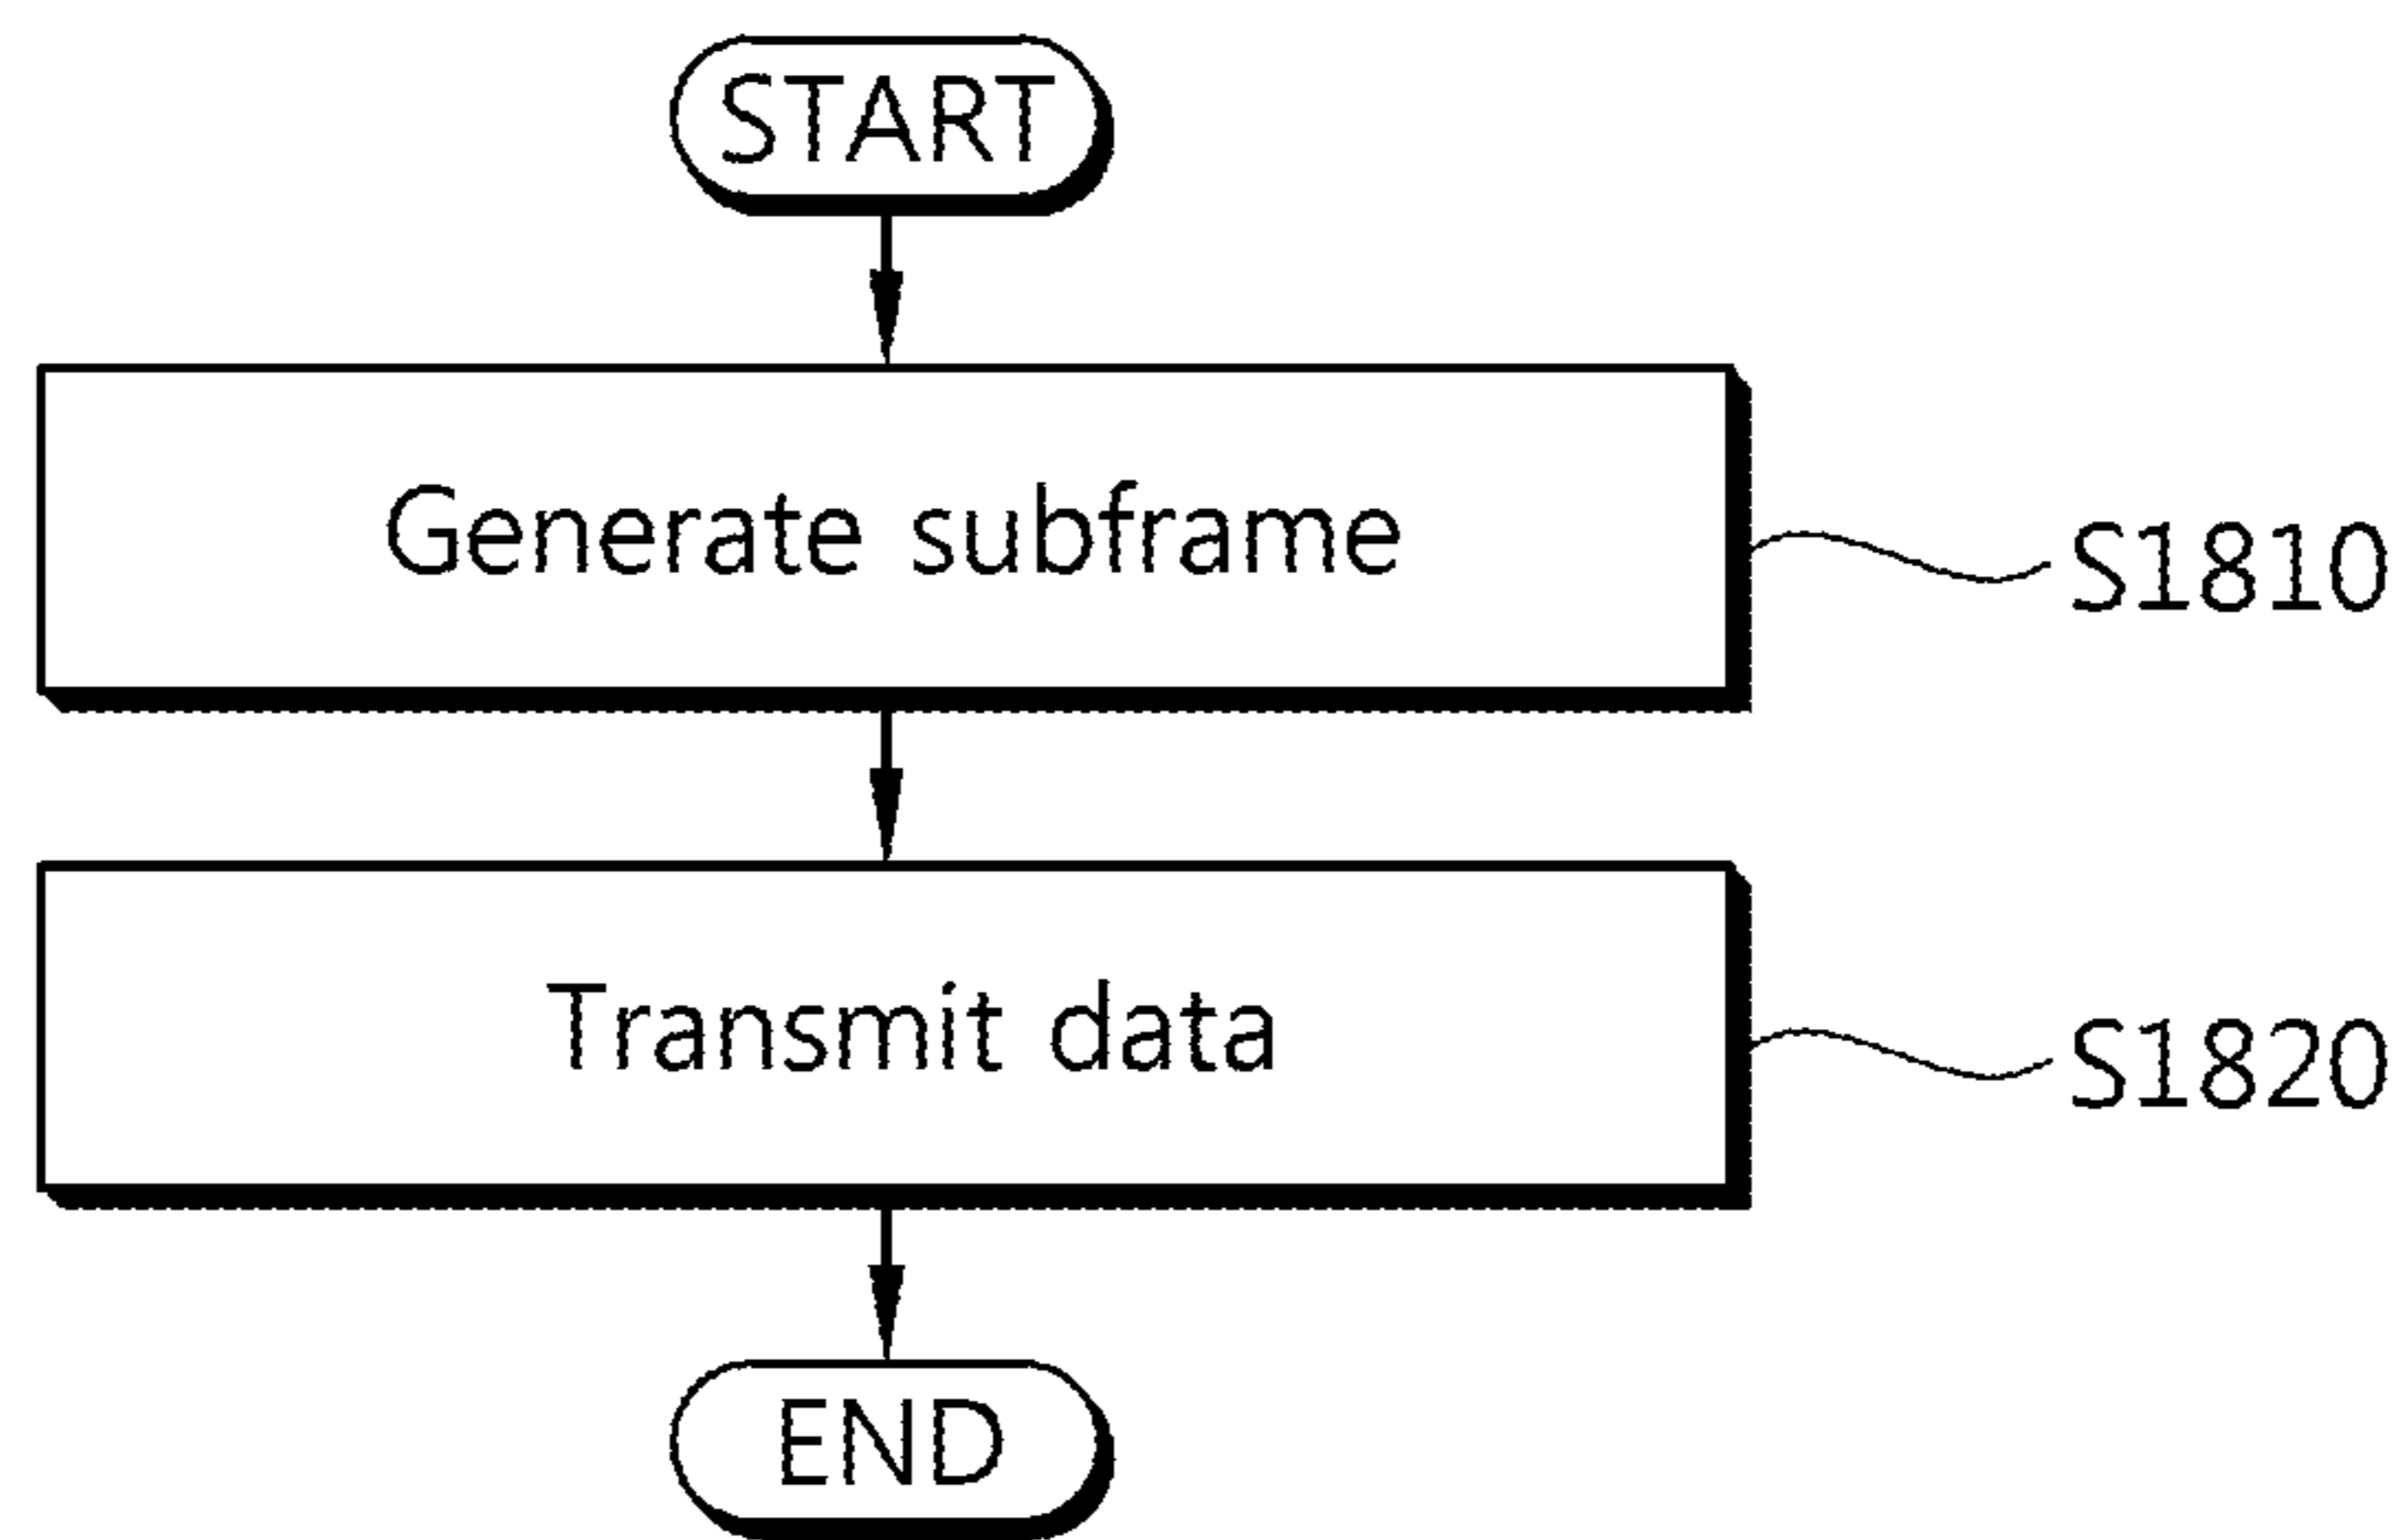 START
Generate subframe
S1810
Transmit data
S1820
END